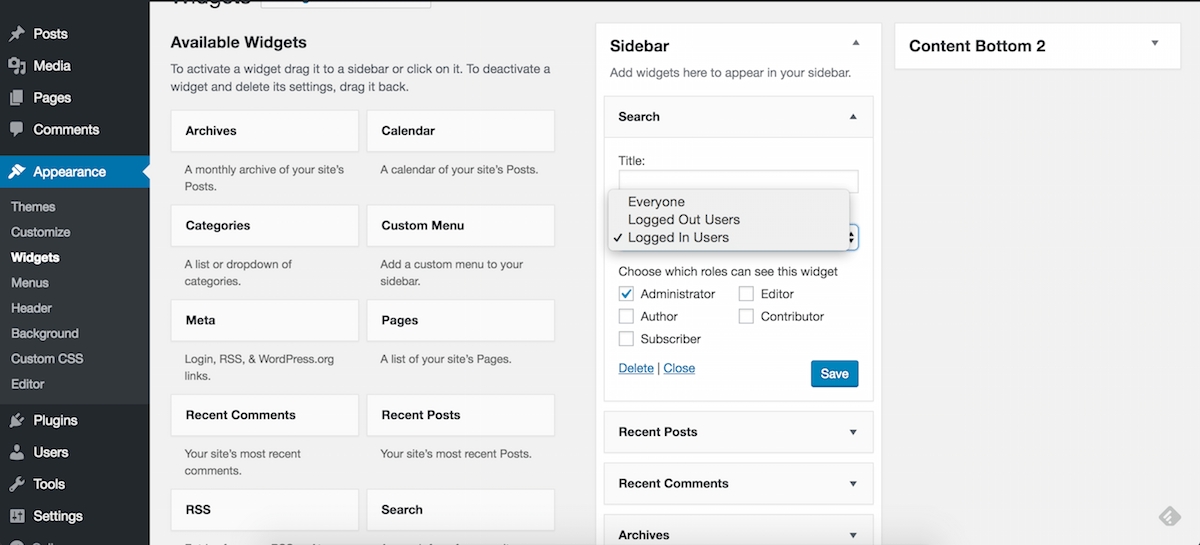 Widgets
Posts
Media
Pages
Comments
Appearance
Themes
Customize
Widgets
Menus
Header
Background
Custom CSS
Editor
Plugins
Users
Tools
Settings
Available Widgets
To activate a widget drag it to a sidebar or click on it. To deactivate a
widget and delete its settings, drag it back.
Archives
A monthly archive of your site's
Posts.
Calendar
A calendar of your site's Posts.
Categories
A list or dropdown of
categories.
Custom Menu
Add a custom menu to your
sidebar.
Meta
Login, RSS, & WordPress.org
links.
Pages
A list of your site's Pages.
Recent Comments
Your site's most recent
comments.
Recent Posts
Your site's most recent Posts.
RSS
Search
Sidebar
Add widgets here to appear in your sidebar.
Search
Title:
Everyone
Logged Out Users
✓ Logged In Users
Choose which roles can see this widget
Administrator
Editor
Author
Contributor
Subscriber
Delete | Close
Save
Recent Posts
Recent Comments
Archives
Content Bottom 2